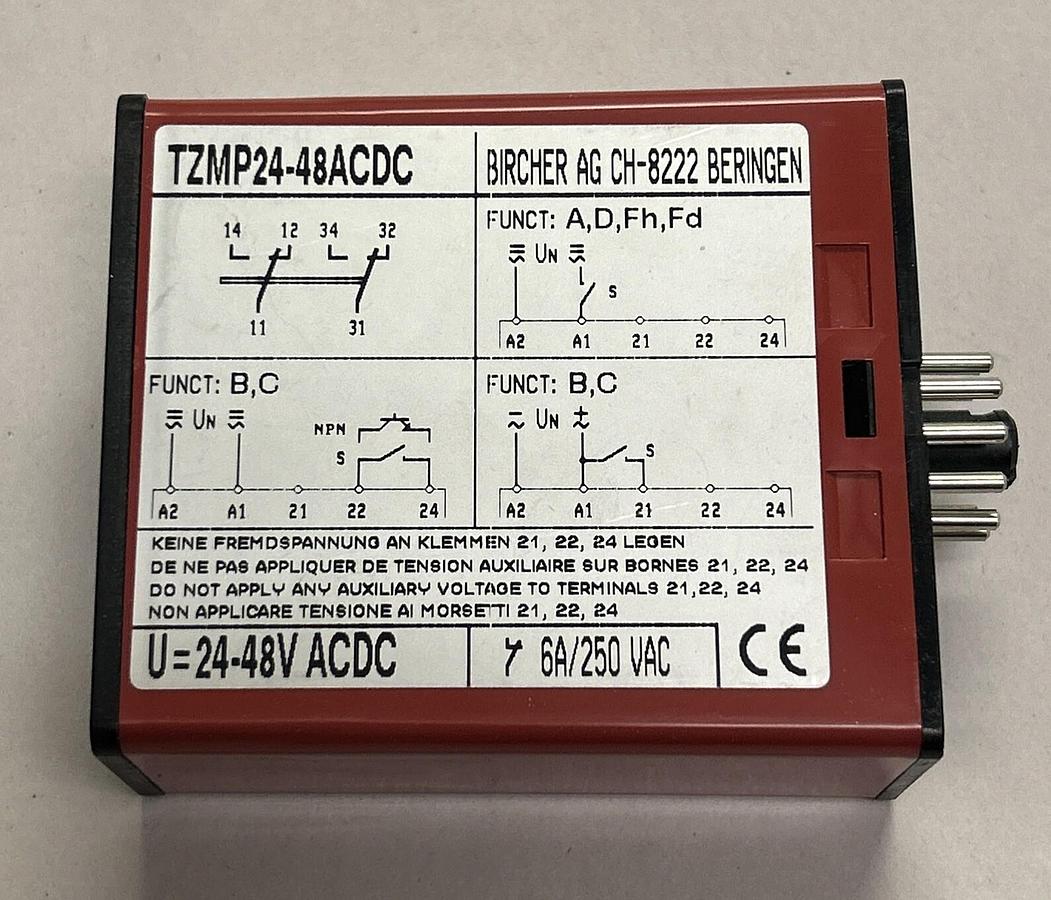 TZMP24-48ACDC
BIRCHER AG CH-8222 BERINGEN
14 12 34 32
11 31
FUNCT: A,D,Fh,Fd
UN
S
A2 A1 21 22 24
FUNCT: B,C
UN
NPN
S
A2 A1 21 22 24
FUNCT: B,C
UN
S
A2 A1 21 22 24
KEINE FREMDSPANNUNG AN KLEMMEN 21, 22, 24 LEGEN
DE NE PAS APPLIQUER DE TENSION AUXILIAIRE SUR BORNES 21, 22, 24
DO NOT APPLY ANY AUXILIARY VOLTAGE TO TERMINALS 21,22, 24
NON APPLICARE TENSIONE AI MORSETTI 21, 22, 24
U=24-48V ACDC
6A/250 VAC
CE